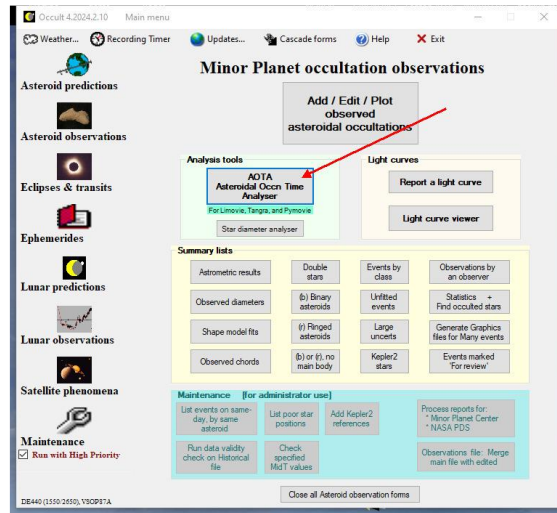 Occult 4.2024.2.10 Main menu
Weather... Recording Timer Updates... Cascade forms Help Exit
Minor Planet occultation observations
Asteroid predictions
Asteroid observations
Eclipses & transits
Ephemerides
Lunar predictions
Lunar observations
Satellite phenomena
Maintenance
Run with High Priority
DE440 (1550/2650), VSOP87A
Add / Edit / Plot
observed
asteroidal occultations
Analysis tools
AOTA
Asteroidal Occn Time
Analyser
For Limovie, Tangra, and Pymovie
Star diameter analyser
Light curves
Report a light curve
Light curve viewer
Summary lists
Astrometric results
Double
stars
Events by
class
Observations by
an observer
Observed diameters
(b) Binary
asteroids
Unfitted
events
Statistics +
Find occulted stars
Shape model fits
(r) Ringed
asteroids
Large
uncerts
Generate Graphics
files for Many events
Observed chords
(b) or (r), no
main body
Kepler2
stars
Events marked
'For review'
Maintenance (for administrator use]
List events on same-
day, by same
asteroid
List poor star
positions
Add Kepler2
references
Process reports for:
* Minor Planet Center
* NASA PDS
Run data validity
check on Historical
file
Check
specified
MidT values
Observations file: Merge
main file with edited
Close all Asteroid observation forms